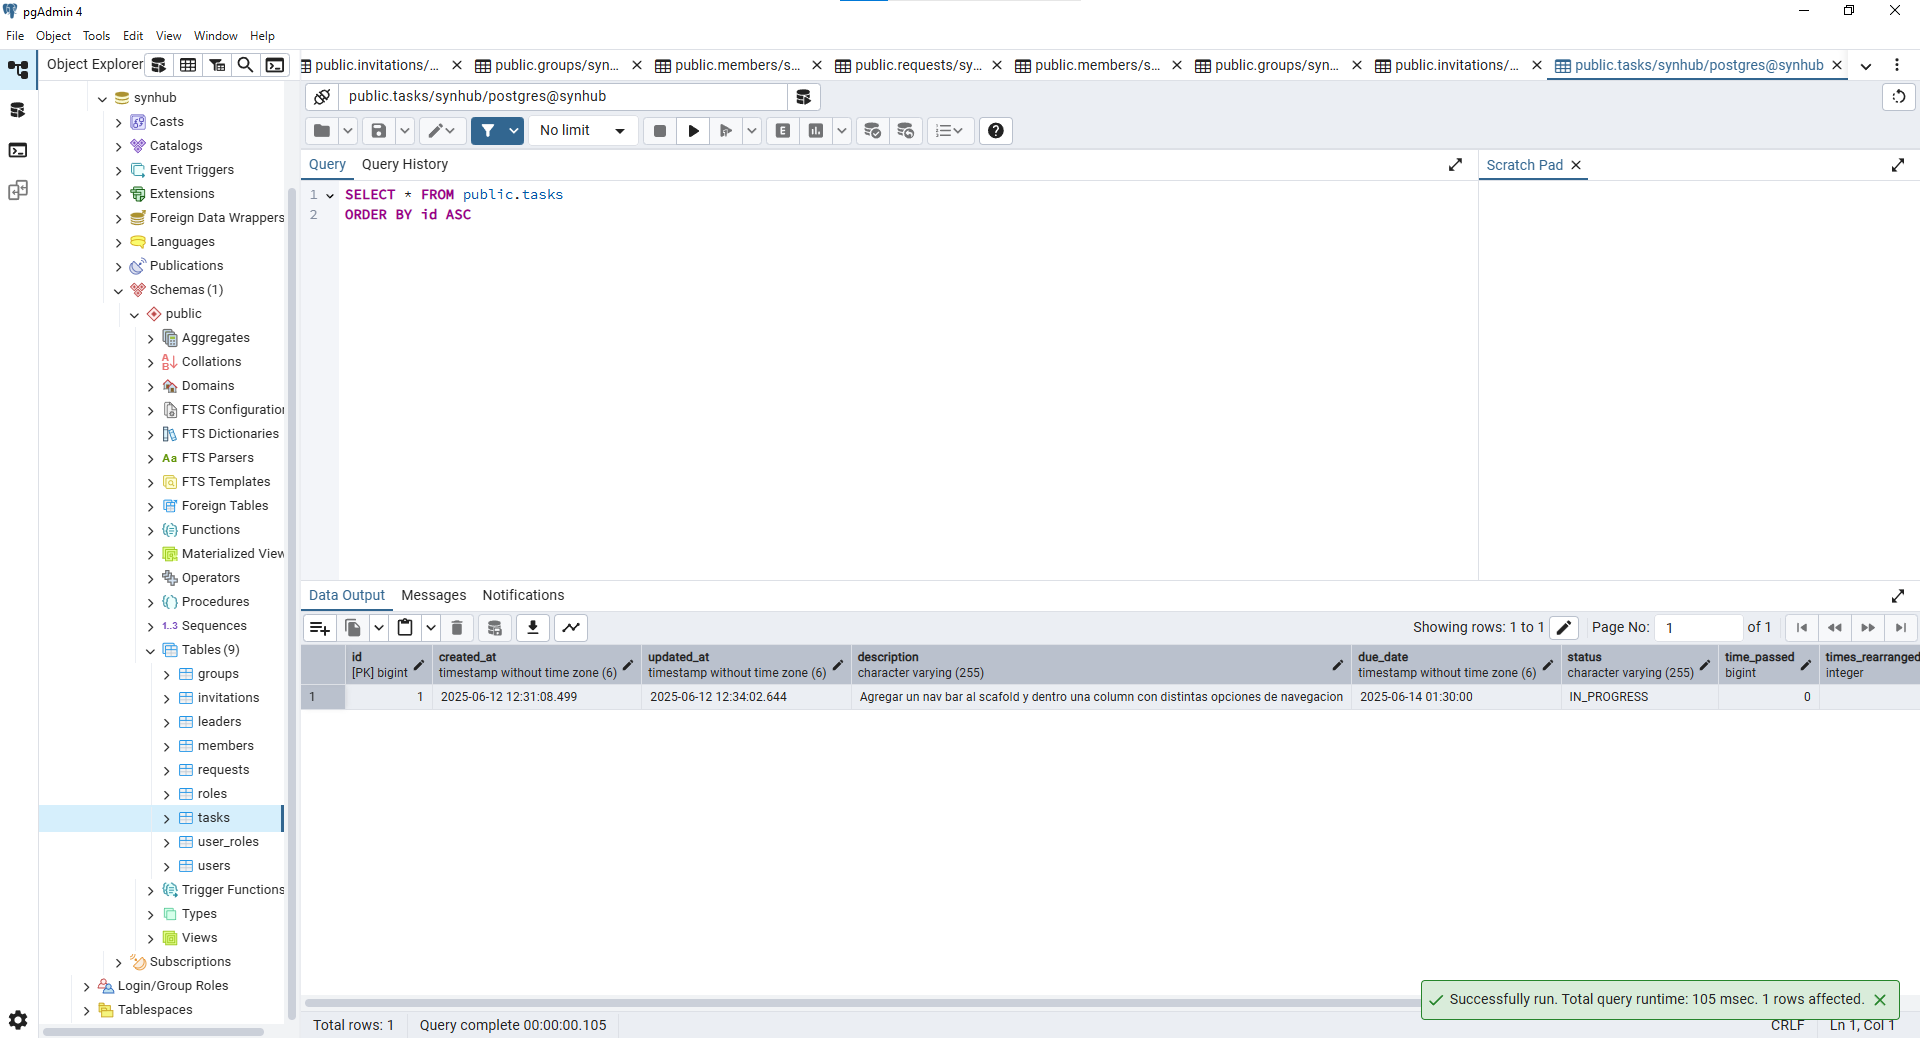 pgAdmin 4
File Object Tools Edit View Window Help
Object Explorer
public.invitations/... public.groups/syn... public.members/s... public.requests/sy... public.members/s... public.groups/syn... public.invitations/... public.tasks/synhub/postgres@synhub
public.tasks/synhub/postgres@synhub
No limit
E
Query Query History
Scratch Pad
1 SELECT * FROM public.tasks
2 ORDER BY id ASC
synhub
Casts
Catalogs
Event Triggers
Extensions
Foreign Data Wrappers
Languages
Publications
Schemas (1)
public
Aggregates
Collations
Domains
FTS Configuration
FTS Dictionaries
Aa FTS Parsers
FTS Templates
Foreign Tables
Functions
Materialized View
Operators
Procedures
1..3 Sequences
Tables (9)
groups
invitations
leaders
members
requests
roles
tasks
user_roles
users
Trigger Functions
Types
Views
Subscriptions
Login/Group Roles
Tablespaces
Data Output Messages Notifications
Showing rows: 1 to 1 Page No: 1 of 1
id created_at updated_at description due_date status time_passed times_rearranged
[PK] bigint timestamp without time zone (6) timestamp without time zone (6) character varying (255) timestamp without time zone (6) character varying (255) bigint integer
1 1 2025-06-12 12:31:08.499 2025-06-12 12:34:02.644 Agregar un nav bar al scafold y dentro una column con distintas opciones de navegacion 2025-06-14 01:30:00 IN_PROGRESS 0
Successfully run. Total query runtime: 105 msec. 1 rows affected.
Total rows: 1 Query complete 00:00:00.105 CRLF Ln 1, Col 1